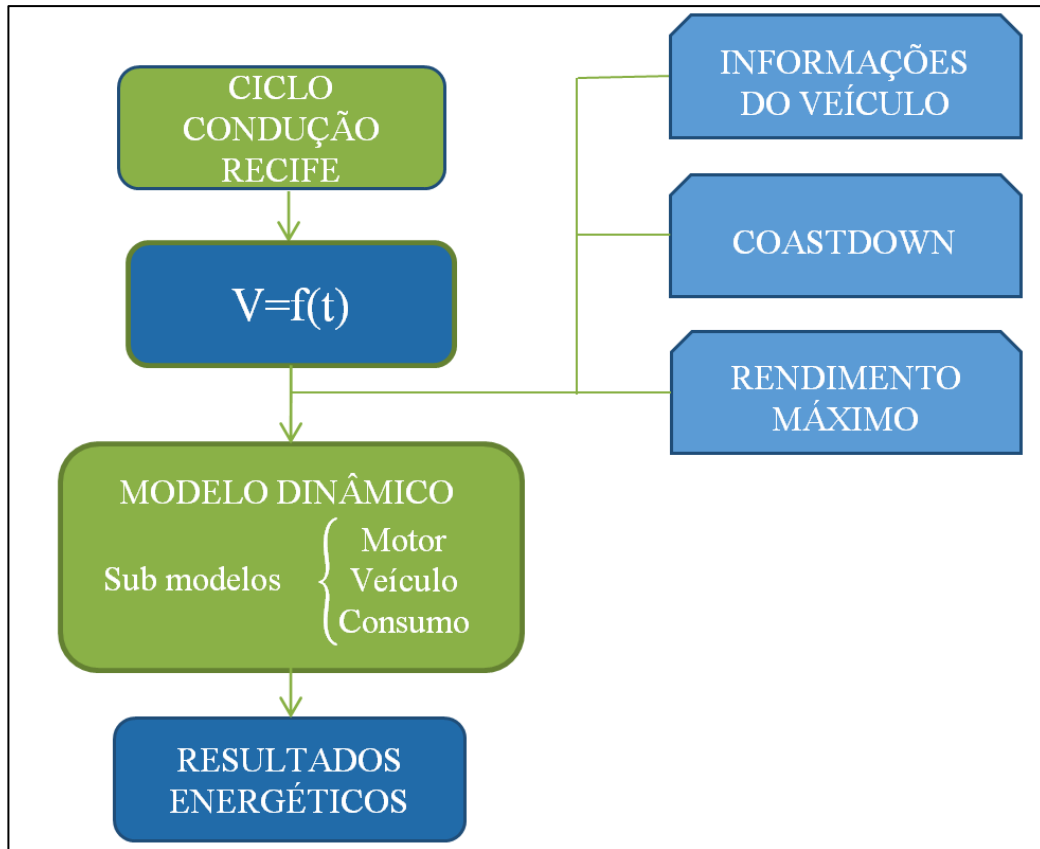 CICLO
CONDUÇÃO
RECIFE
V=f(t)
MODELO DINÂMICO
Sub modelos
Motor
Veículo
Consumo
RESULTADOS
ENERGÉTICOS
INFORMAÇÕES
DO VEÍCULO
COASTDOWN
RENDIMENTO
MÁXIMO